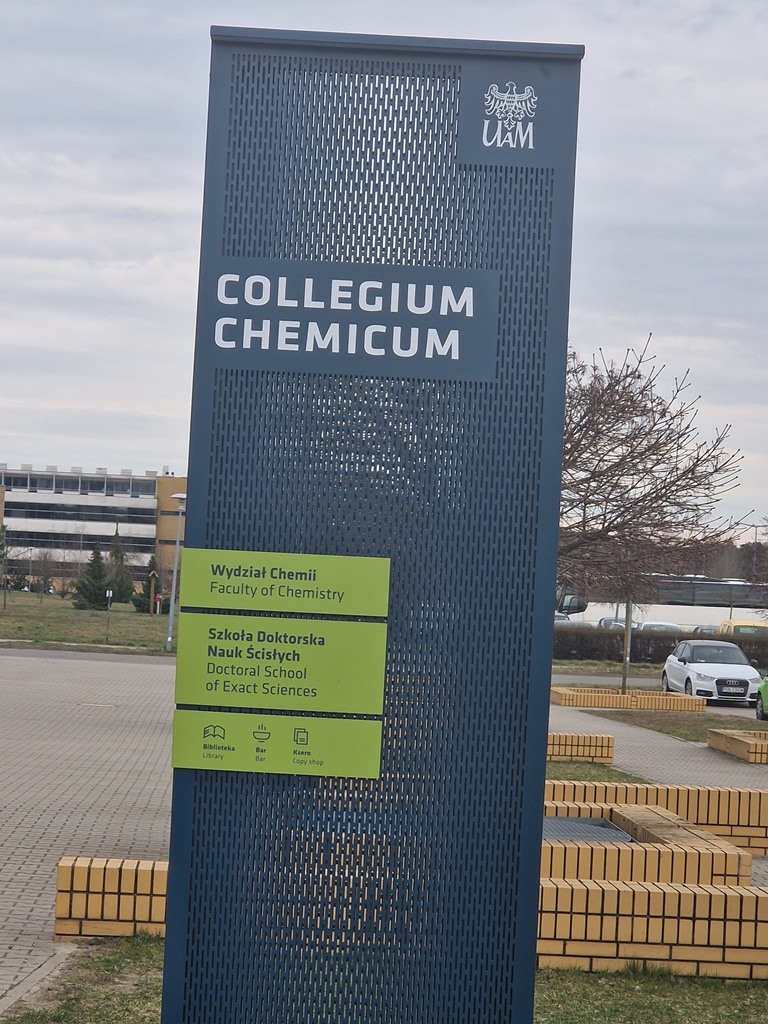 UAM
COLLEGIUM
CHEMICUM
Wydział Chemii
Faculty of Chemistry
Szkoła Doktorska
Nauk Ścisłych
Doctoral School
of Exact Sciences
Biblioteka
Library
Bar
Bar
Ksero
Copy shop